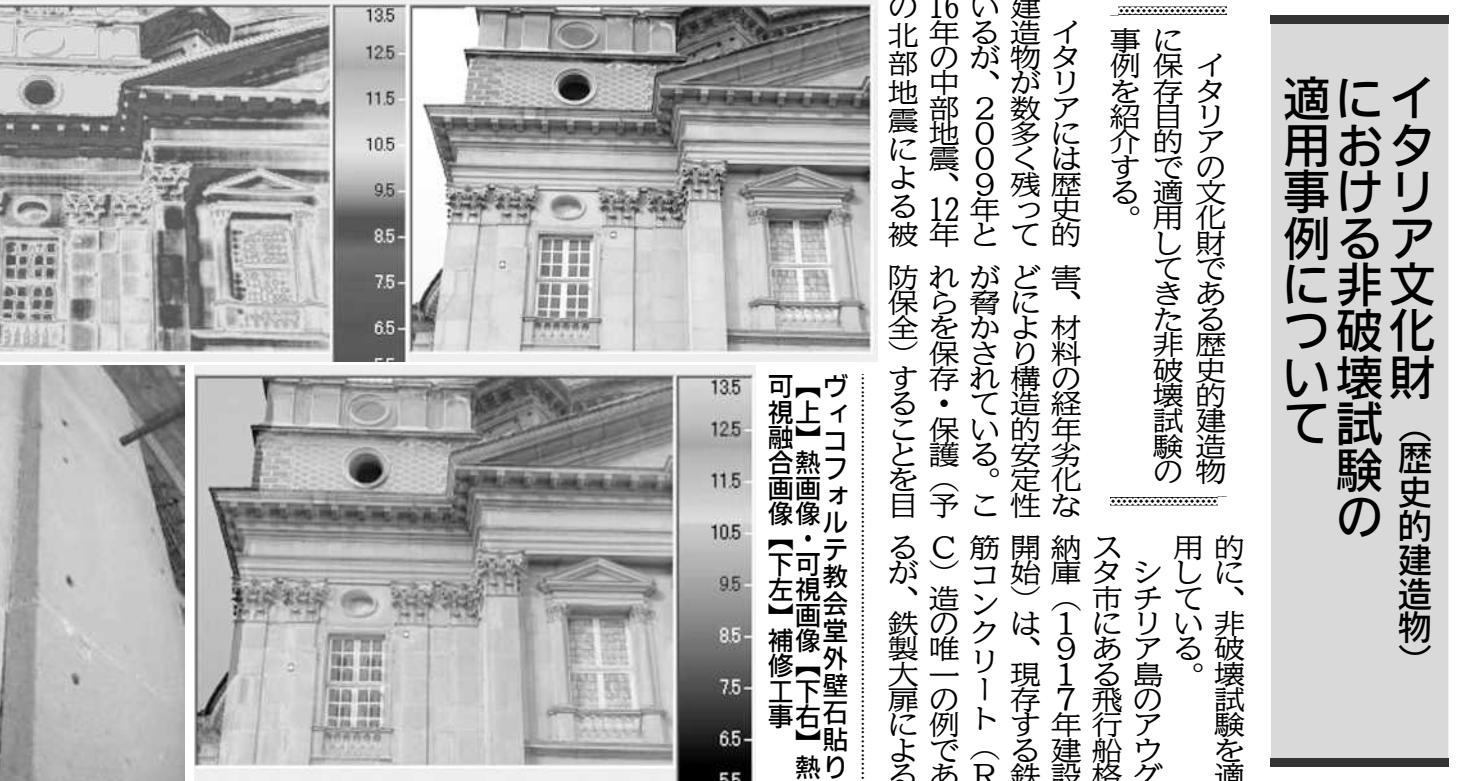 イタリア文化財（歴史的建造物）
における非破壊試験の
適用事例について
イタリアの文化財である歴史的建造物
に保存目的で適用してきた非破壊試験の
事例を紹介する。
イタリアには歴史的
建造物が数多く残って
いるが、２００９年と
16年の中部地震、12年
の北部地震による被
害、材料の経年劣化な
どにより構造的安定性
が脅かされている。こ
れらを保存・保護（予
防保全）することを目
的に、非破壊試験を適
用している。
シチリア島のアウグ
スタ市にある飛行船格
納庫（１９１７年建設
開始）は、現存する鉄
筋コンクリート（Ｒ
Ｃ）造の唯一の例であ
るが、鉄製大扉による
ヴィコフォルテ教会堂外壁石貼り
【上】熱画像・可視画像【下右】熱
可視融合画像【下左】補修工事
13.5
12.5
11.5
10.5
9.5
8.5
7.5
6.5
13.5
12.5
11.5
10.5
9.5
8.5
7.5
6.5